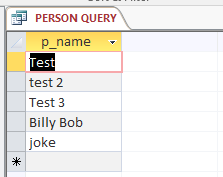 PERSON QUERY
p_name
Test
test 2
Test 3
Billy Bob
joke